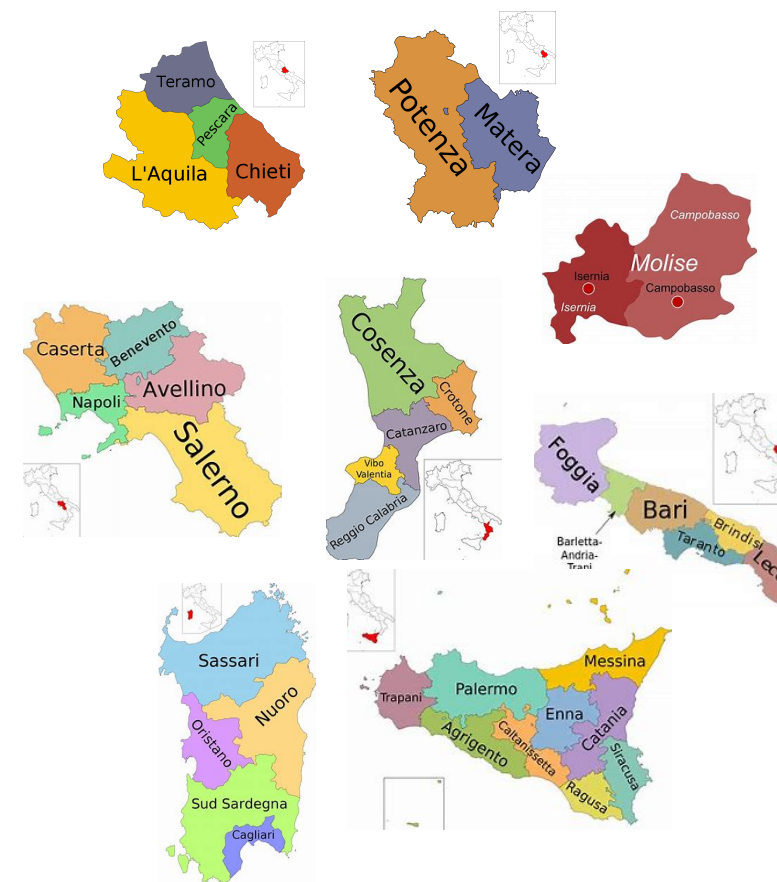 Teramo
Pescara
L'Aquila
Chieti
Potenza
Matera
Campobasso
Molise
Isernia
Campobasso
Isernia
Caserta
Benevento
Avellino
Napoli
Salerno
Cosenza
Crotone
Catanzaro
Vibo
Valentia
Reggio Calabria
Foggia
Bari
Brindisi
Taranto
Lecc
Barletta-
Andria-
Trani
Sassari
Nuoro
Oristano
Sud Sardegna
Cagliari
Messina
Palermo
Trapani
Enna
Catania
Agrigento
Caltanissetta
Siracusa
Ragusa